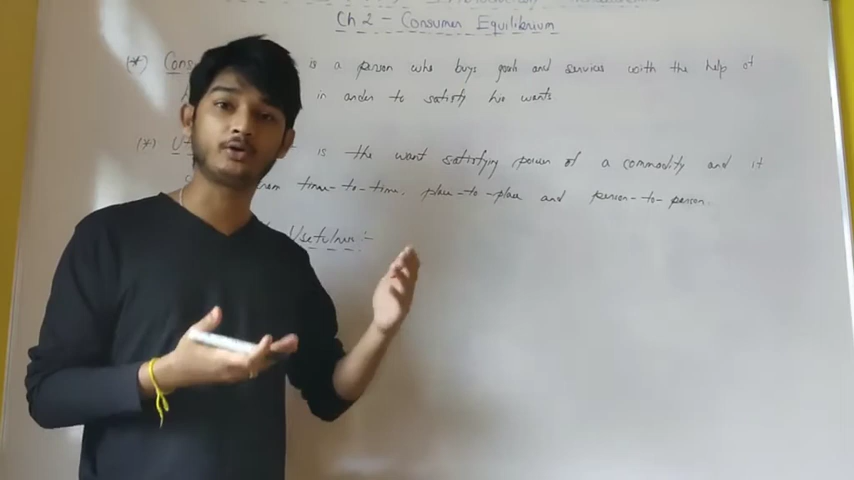 Ch 2 - Consumer Equilibrium
(*) Cons is a person who buys goods and services with the help of
in order to satisfy his wants
(*) Ut is the want satisfying power of a commodity and it
from time-to-time, place-to-place and person-to-person.
Usefulness :-